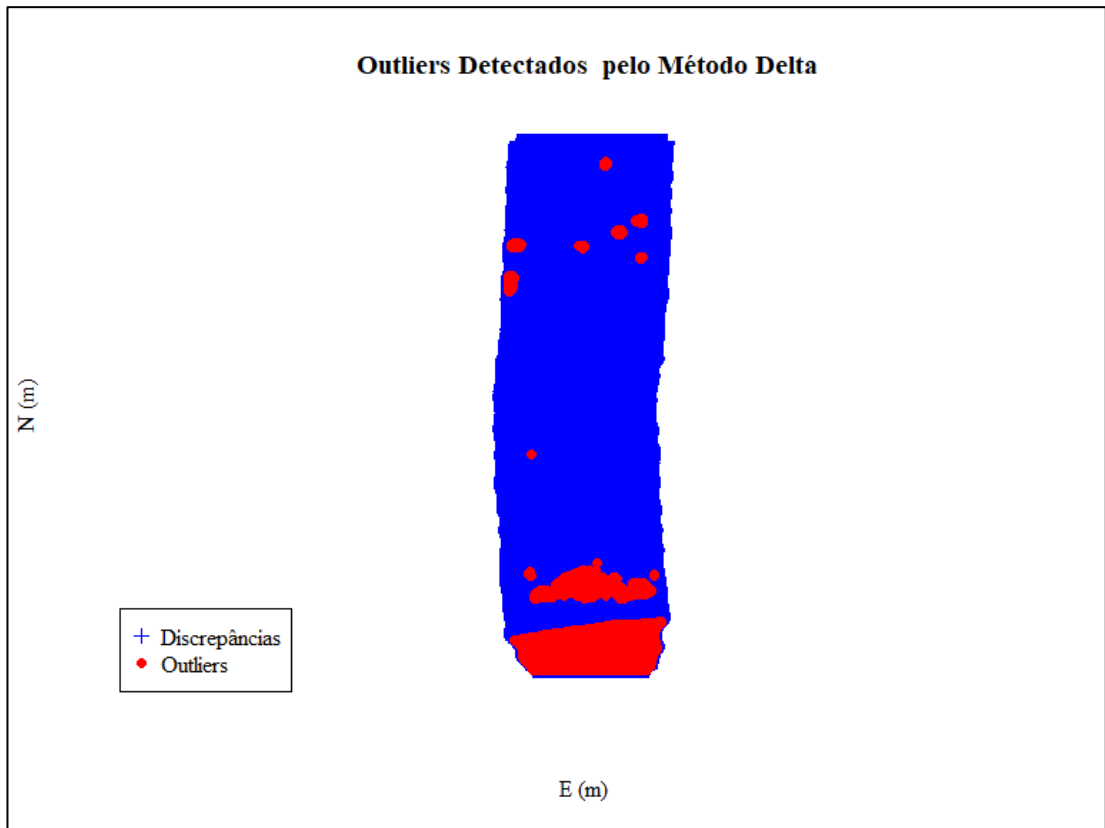 Outliers Detectados pelo Método Delta
N (m)
Discrepâncias
Outliers
E (m)